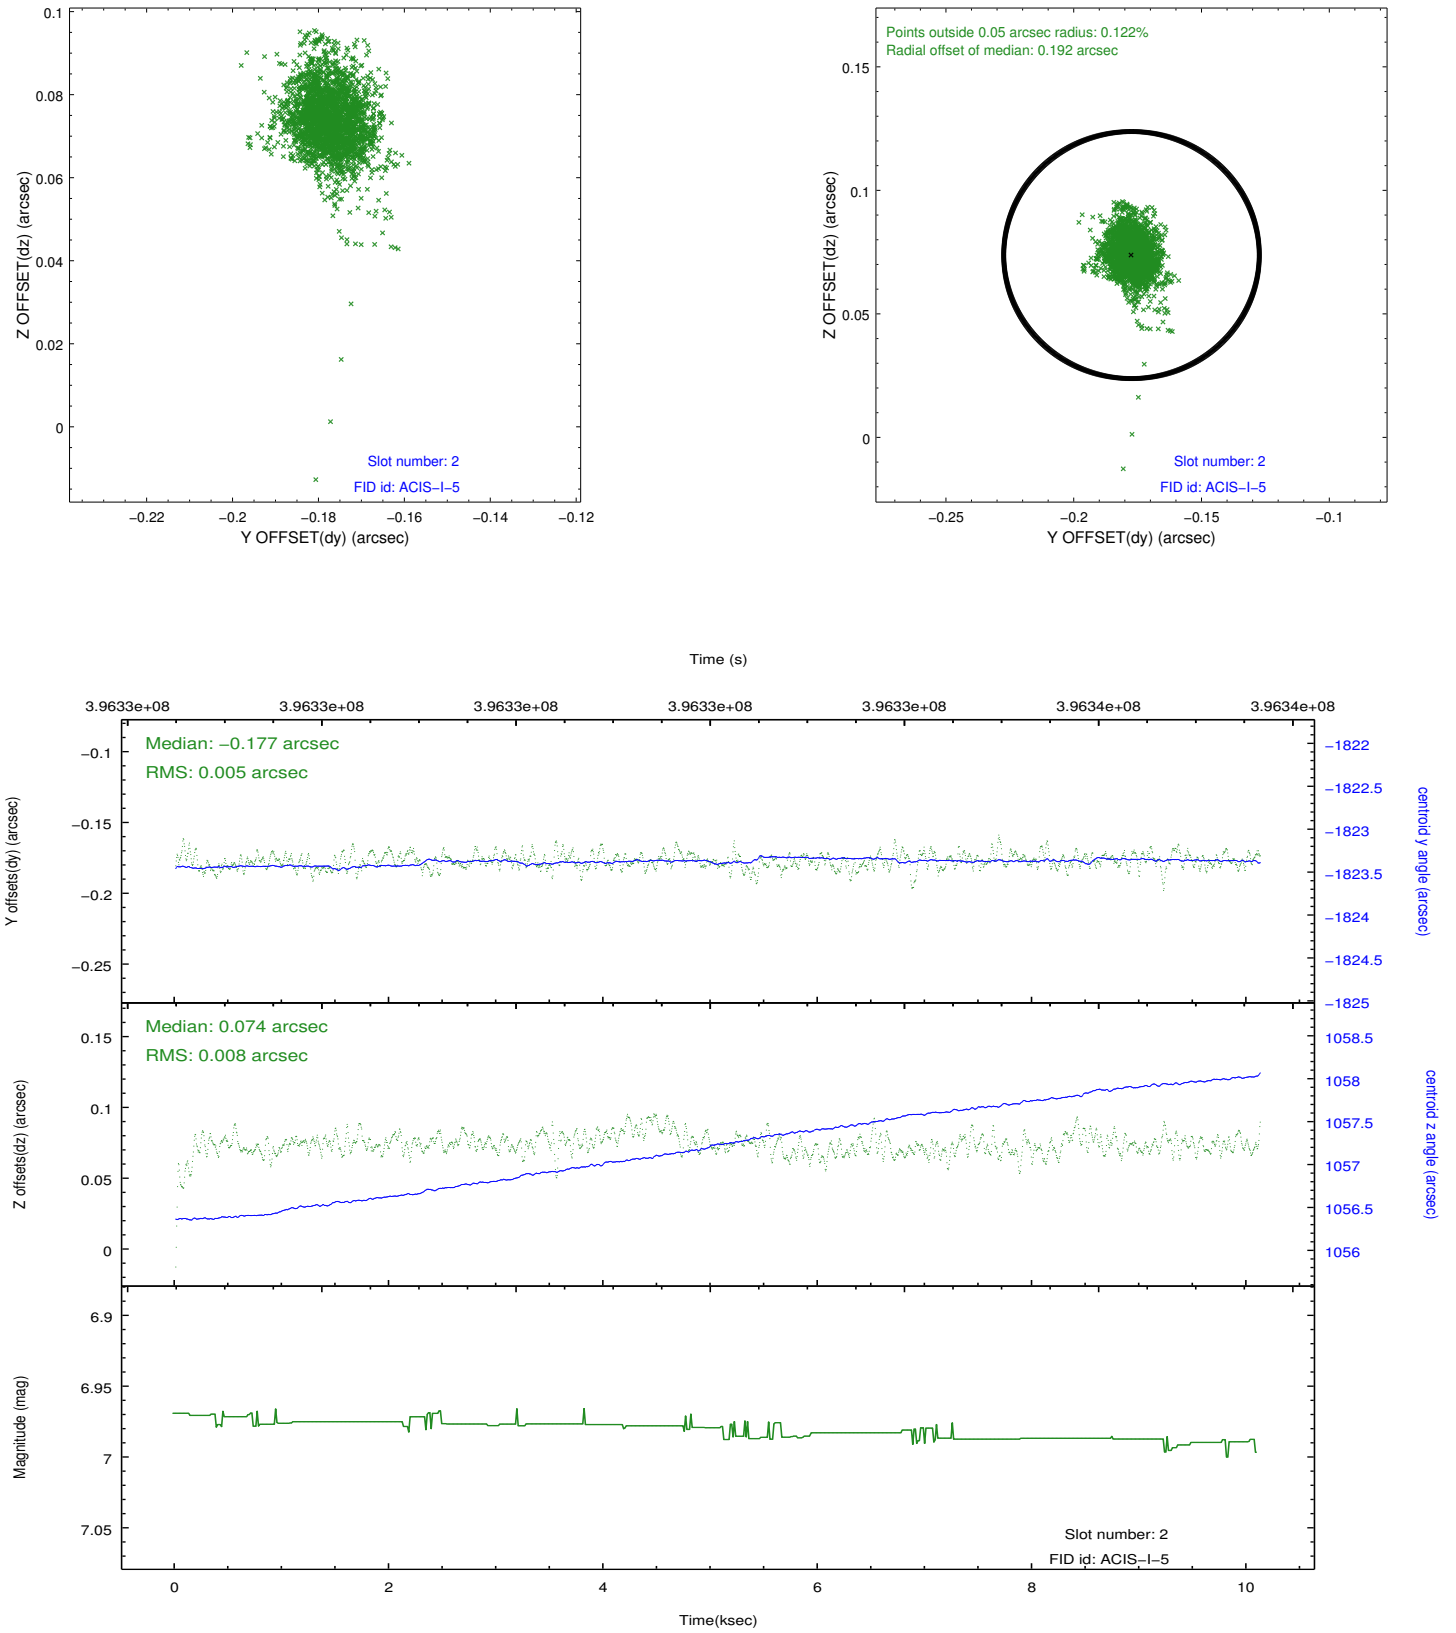 0.1
0.08
0.06
0.04
0.02
0
Z OFFSET(dz) (arcsec)
Slot number: 2
FID id: ACIS−I−5
−0.22 −0.2 −0.18 −0.16 −0.14 −0.12
Y OFFSET(dy) (arcsec)
Points outside 0.05 arcsec radius: 0.122%
Radial offset of median: 0.192 arcsec
0.15
0.1
0.05
0
Z OFFSET(dz) (arcsec)
Slot number: 2
FID id: ACIS−I−5
−0.25 −0.2 −0.15 −0.1
Y OFFSET(dy) (arcsec)
Time (s)
3.9633e+08 3.9633e+08 3.9633e+08 3.9633e+08 3.9633e+08 3.9634e+08 3.9634e+08
Median: −0.177 arcsec
RMS: 0.005 arcsec
−0.1
−0.15
−0.2
−0.25
Y offsets(dy) (arcsec)
−1822
−1822.5
−1823
−1823.5
−1824
−1824.5
−1825
centroid y angle (arcsec)
Median: 0.074 arcsec
RMS: 0.008 arcsec
0.15
0.1
0.05
0
Z offsets(dz) (arcsec)
1058.5
1058
1057.5
1057
1056.5
1056
centroid z angle (arcsec)
6.9
6.95
7
7.05
Magnitude (mag)
Slot number: 2
FID id: ACIS−I−5
0 2 4 6 8 10
Time(ksec)